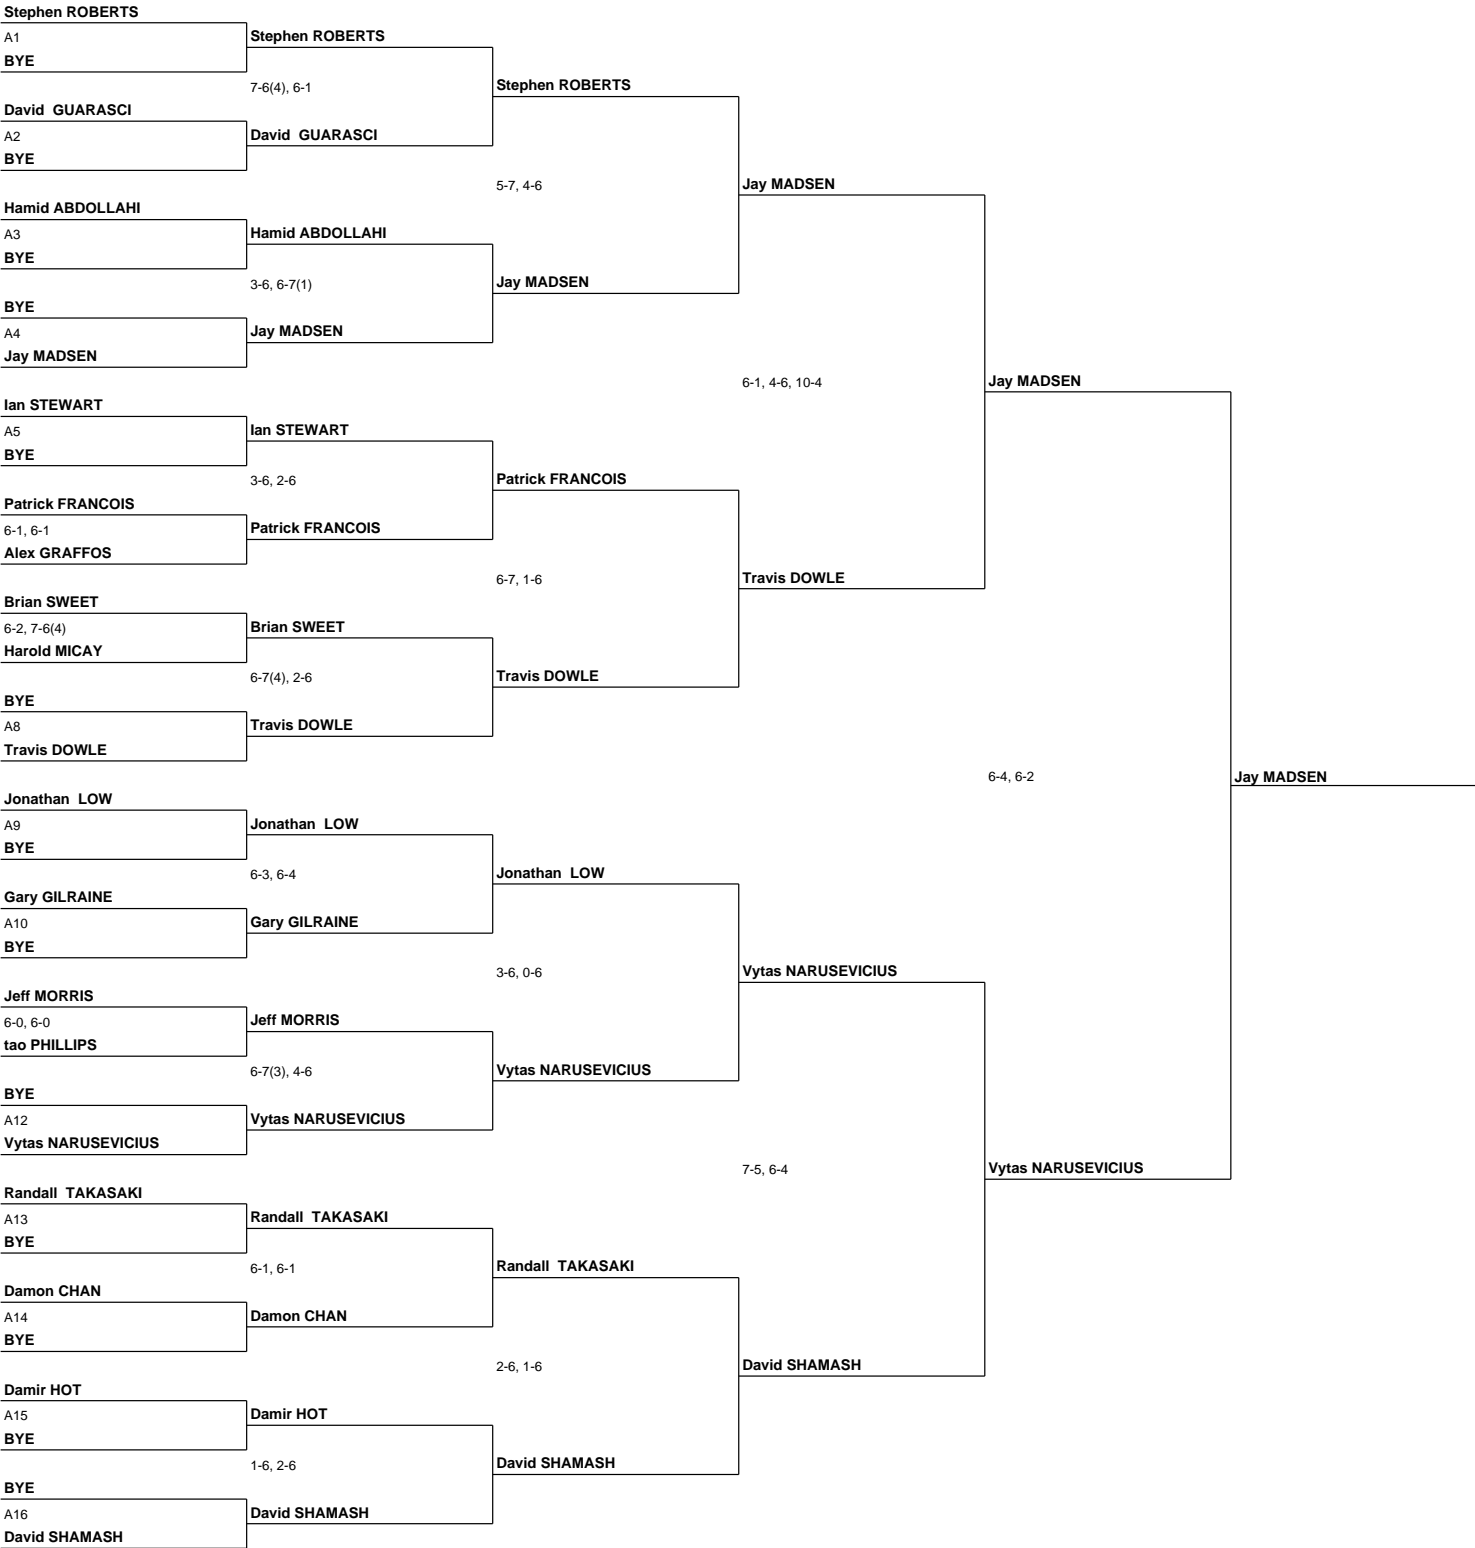 Stephen ROBERTS
A1
BYE
Stephen ROBERTS
7-6(4), 6-1
David  GUARASCI
A2
BYE
David  GUARASCI
Stephen ROBERTS
5-7, 4-6
Hamid ABDOLLAHI
A3
BYE
Hamid ABDOLLAHI
3-6, 6-7(1)
BYE
A4
Jay MADSEN
Jay MADSEN
Jay MADSEN
Jay MADSEN
6-1, 4-6, 10-4
Ian STEWART
A5
BYE
Ian STEWART
3-6, 2-6
Patrick FRANCOIS
6-1, 6-1
Alex GRAFFOS
Patrick FRANCOIS
Patrick FRANCOIS
6-7, 1-6
Brian SWEET
6-2, 7-6(4)
Harold MICAY
Brian SWEET
6-7(4), 2-6
BYE
A8
Travis DOWLE
Travis DOWLE
Travis DOWLE
Travis DOWLE
Jay MADSEN
6-4, 6-2
Jay MADSEN
Jonathan  LOW
A9
BYE
Jonathan  LOW
6-3, 6-4
Gary GILRAINE
A10
BYE
Gary GILRAINE
Jonathan  LOW
3-6, 0-6
Jeff MORRIS
6-0, 6-0
tao PHILLIPS
Jeff MORRIS
6-7(3), 4-6
BYE
A12
Vytas NARUSEVICIUS
Vytas NARUSEVICIUS
Vytas NARUSEVICIUS
Vytas NARUSEVICIUS
7-5, 6-4
Vytas NARUSEVICIUS
Randall  TAKASAKI
A13
BYE
Randall  TAKASAKI
6-1, 6-1
Damon CHAN
A14
BYE
Damon CHAN
Randall  TAKASAKI
2-6, 1-6
David SHAMASH
Damir HOT
A15
BYE
Damir HOT
1-6, 2-6
BYE
A16
David SHAMASH
David SHAMASH
David SHAMASH